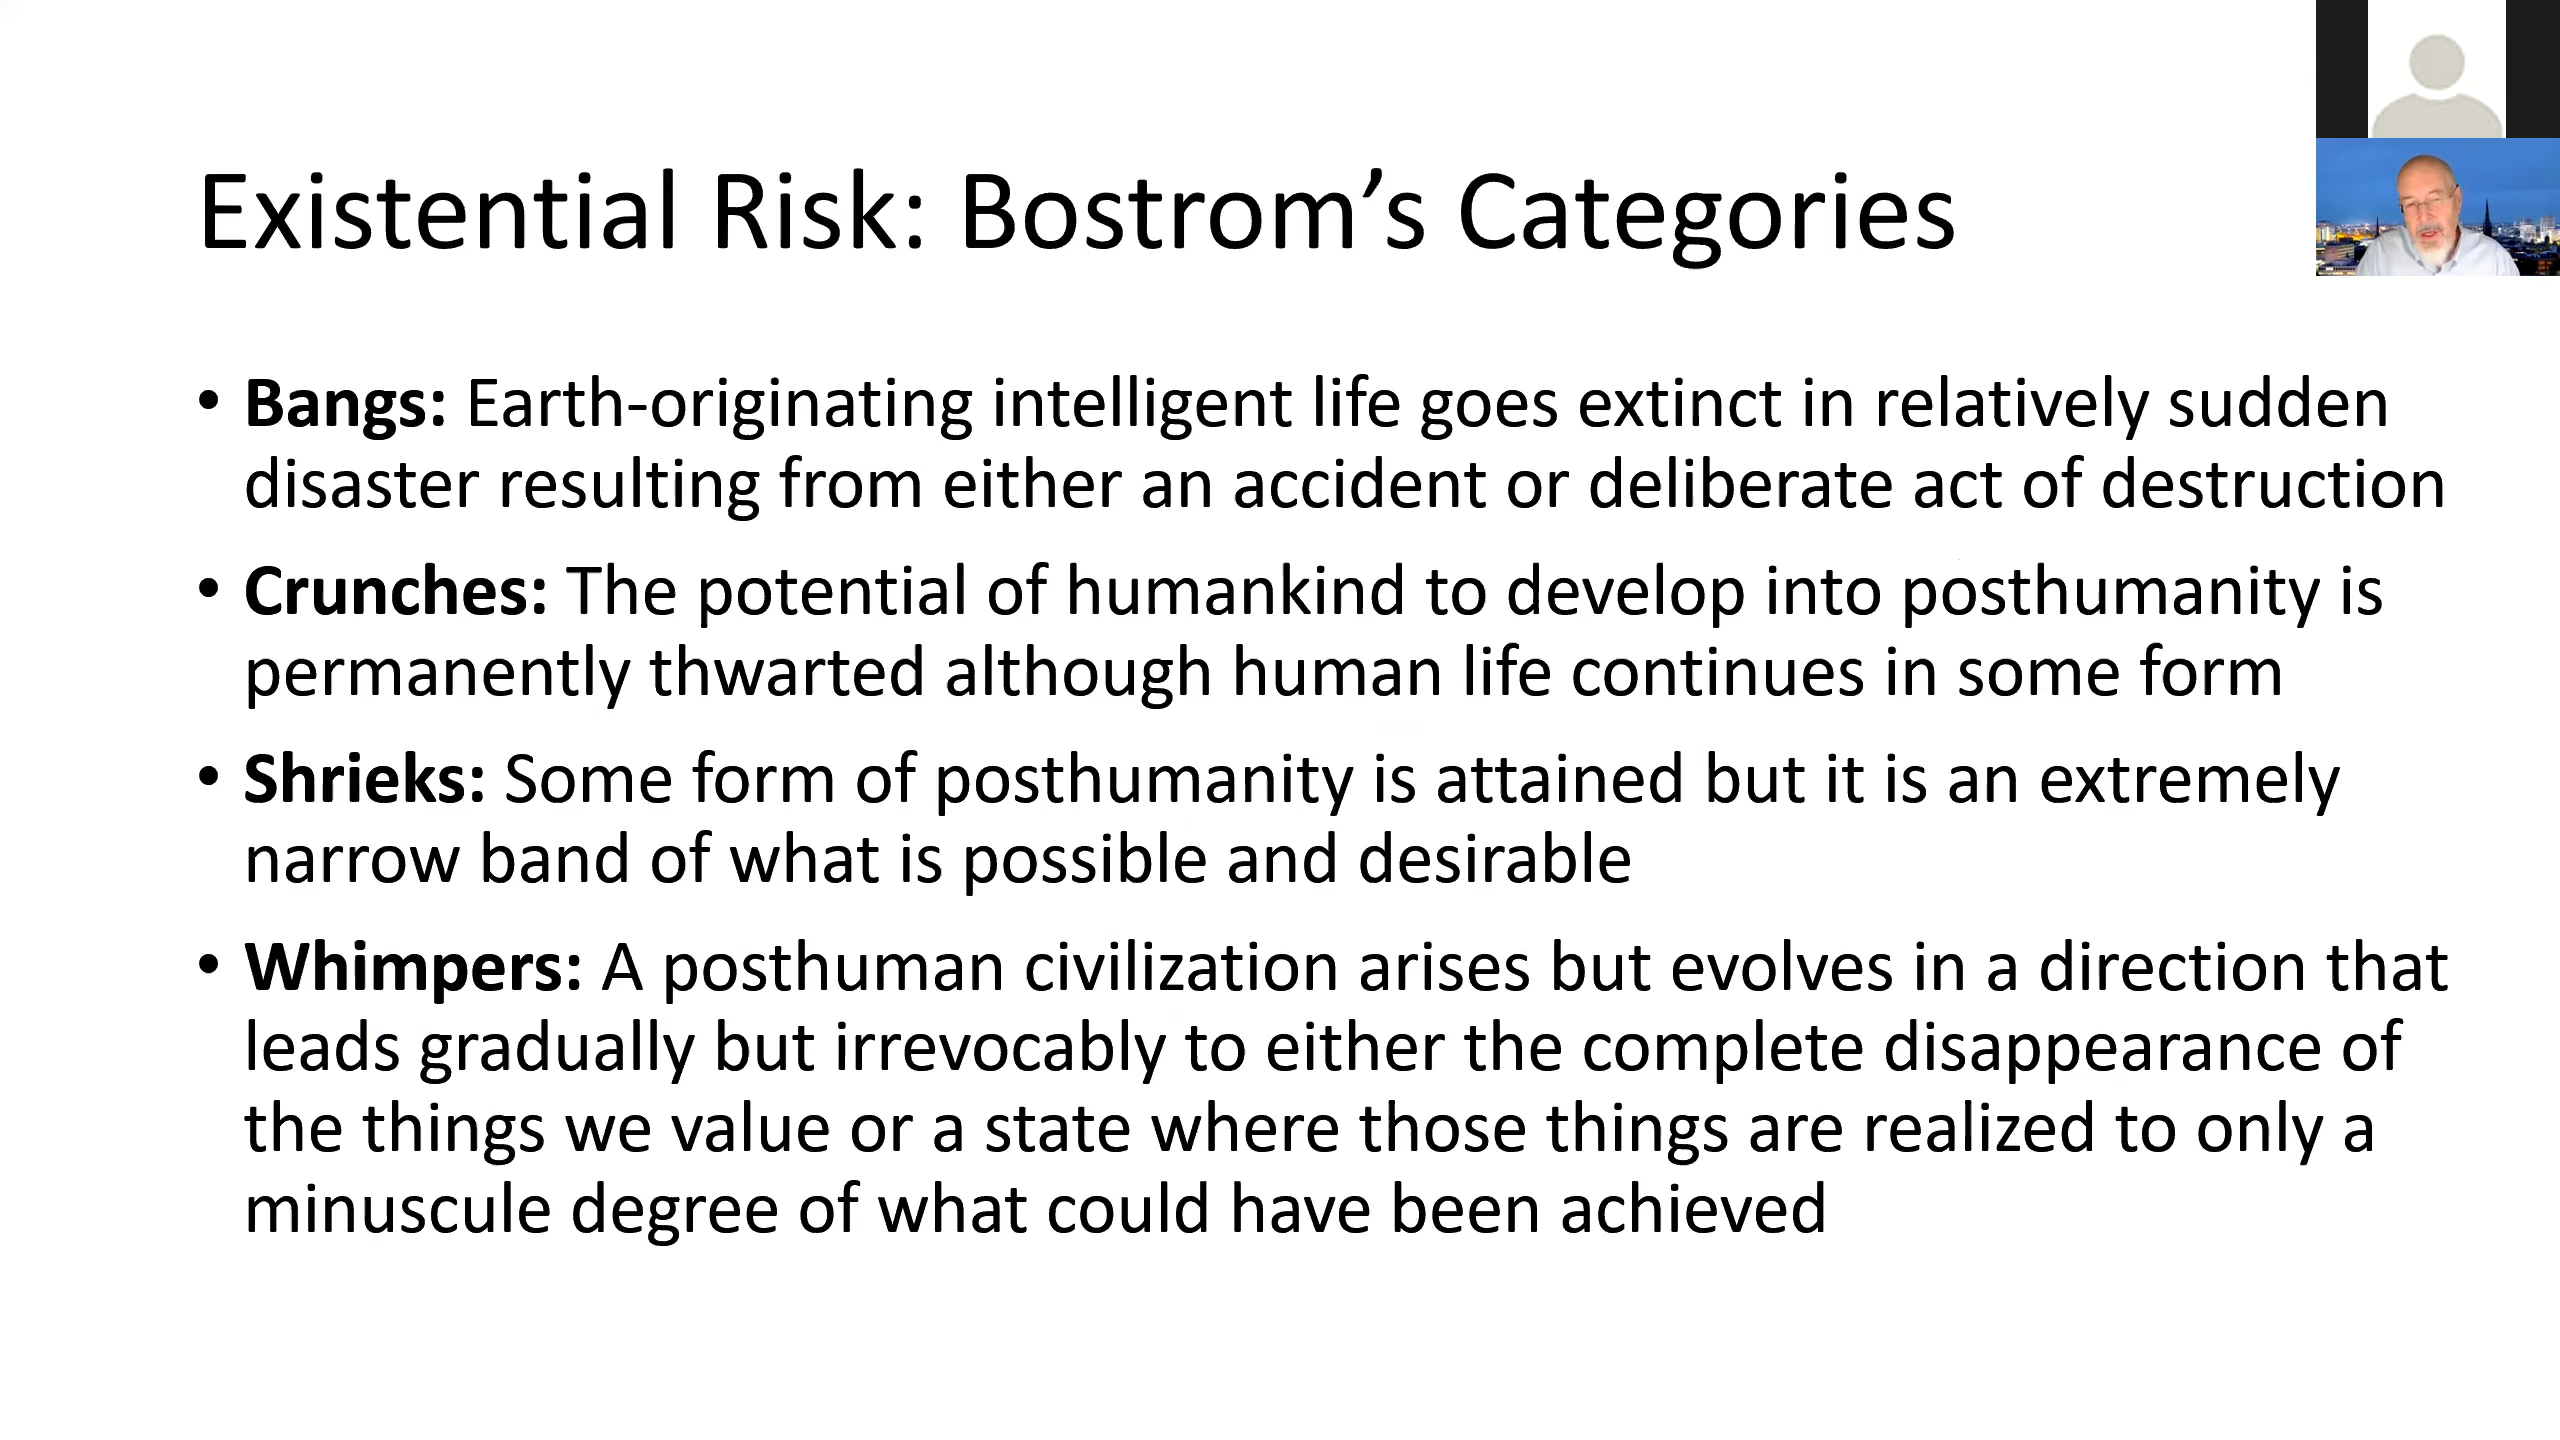 Existential Risk: Bostrom’s Categories
• Bangs: Earth-originating intelligent life goes extinct in relatively sudden
disaster resulting from either an accident or deliberate act of destruction
• Crunches: The potential of humankind to develop into posthumanity is
permanently thwarted although human life continues in some form
• Shrieks: Some form of posthumanity is attained but it is an extremely
narrow band of what is possible and desirable
• Whimpers: A posthuman civilization arises but evolves in a direction that
leads gradually but irrevocably to either the complete disappearance of
the things we value or a state where those things are realized to only a
minuscule degree of what could have been achieved